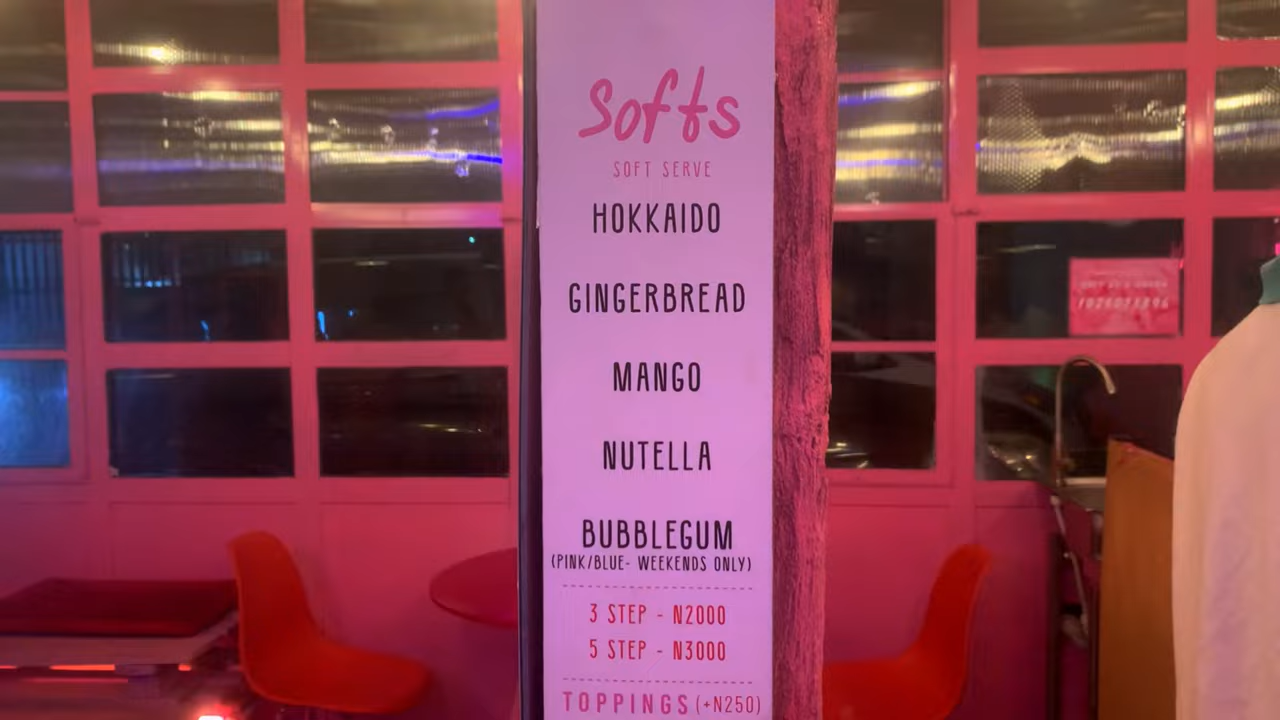 Softs
SOFT SERVE
HOKKAIDO
GINGERBREAD
MANGO
NUTELLA
BUBBLEGUM
(PINK/BLUE- WEEKENDS ONLY)
3 STEP - N2000
5 STEP - N3000
TOPPINGS (+N250)